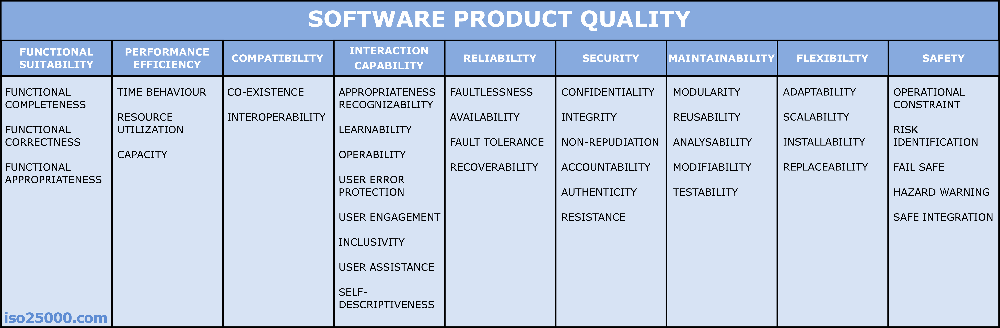 SOFTWARE PRODUCT QUALITY
FUNCTIONAL
SUITABILITY
PERFORMANCE
EFFICIENCY
COMPATIBILITY
INTERACTION
CAPABILITY
RELIABILITY
SECURITY
MAINTAINABILITY
FLEXIBILITY
SAFETY
FUNCTIONAL
COMPLETENESS
FUNCTIONAL
CORRECTNESS
FUNCTIONAL
APPROPRIATENESS
TIME BEHAVIOUR
RESOURCE
UTILIZATION
CAPACITY
CO-EXISTENCE
INTEROPERABILITY
APPROPRIATENESS
RECOGNIZABILITY
LEARNABILITY
OPERABILITY
USER ERROR
PROTECTION
USER ENGAGEMENT
INCLUSIVITY
USER ASSISTANCE
SELF-
DESCRIPTIVENESS
FAULTLESSNESS
AVAILABILITY
FAULT TOLERANCE
RECOVERABILITY
CONFIDENTIALITY
INTEGRITY
NON-REPUDIATION
ACCOUNTABILITY
AUTHENTICITY
RESISTANCE
MODULARITY
REUSABILITY
ANALYSABILITY
MODIFIABILITY
TESTABILITY
ADAPTABILITY
SCALABILITY
INSTALLABILITY
REPLACEABILITY
OPERATIONAL
CONSTRAINT
RISK
IDENTIFICATION
FAIL SAFE
HAZARD WARNING
SAFE INTEGRATION
iso25000.com